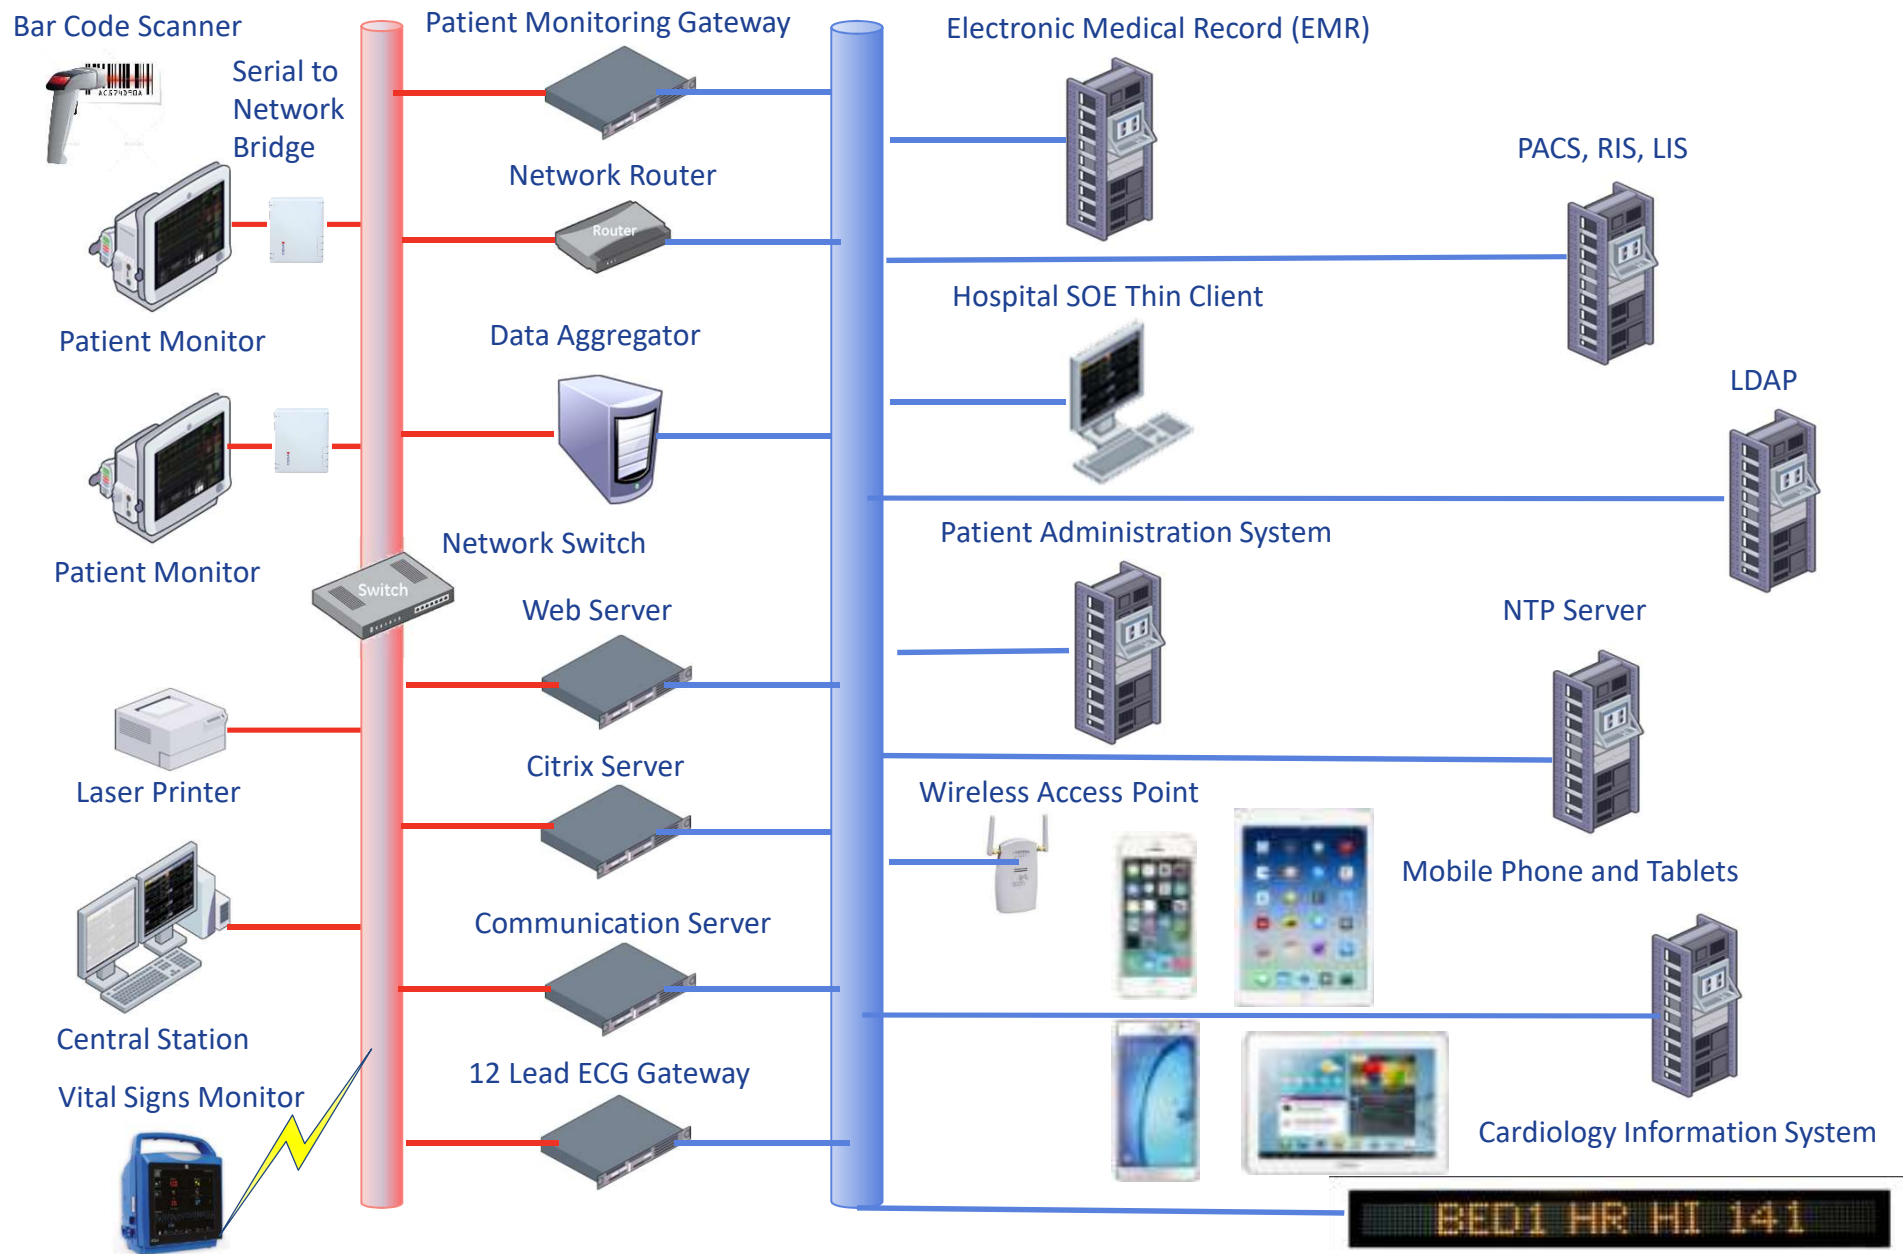 Bar Code Scanner
AC574D50A
Serial to
Network
Bridge
Patient Monitor
Patient Monitor
Laser Printer
Central Station
Vital Signs Monitor
Patient Monitoring Gateway
Network Router
Router
Data Aggregator
Network Switch
Switch
Web Server
Citrix Server
Communication Server
12 Lead ECG Gateway
Electronic Medical Record (EMR)
PACS, RIS, LIS
Hospital SOE Thin Client
LDAP
Patient Administration System
NTP Server
Wireless Access Point
Mobile Phone and Tablets
Cardiology Information System
BED1 HR HI 141